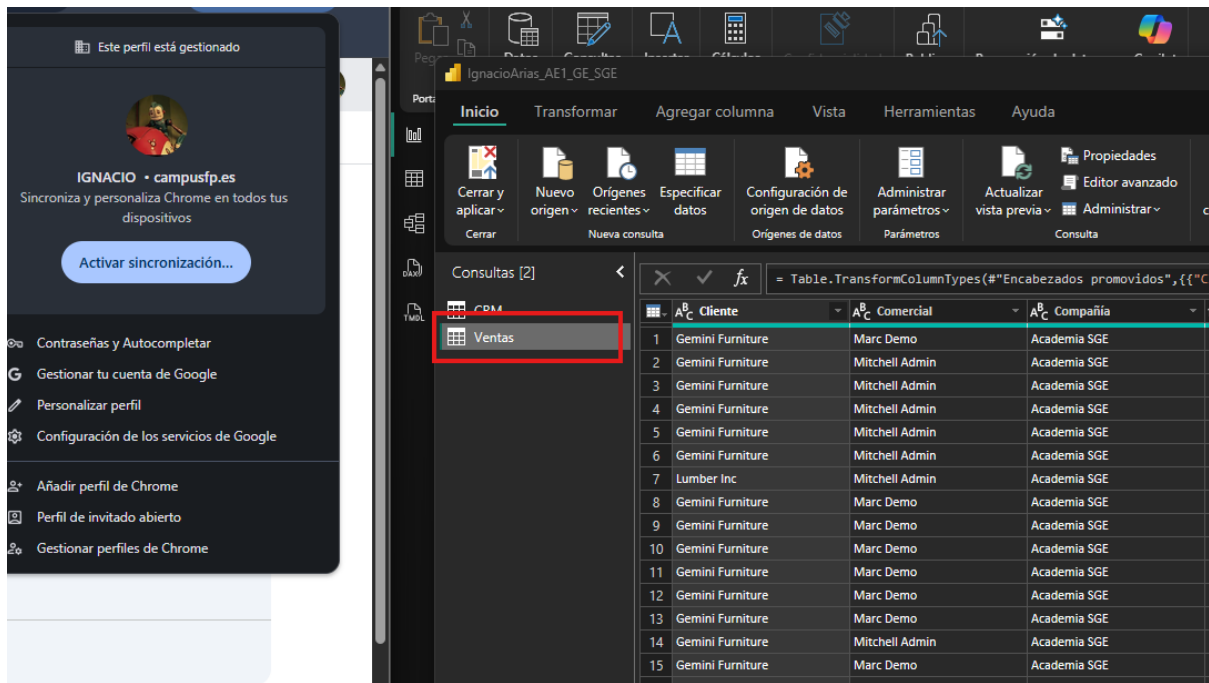 Este perfil está gestionado
IGNACIO • campusfp.es
Sincroniza y personaliza Chrome en todos tus
dispositivos
Activar sincronización...
Contraseñas y Autocompletar
Gestionar tu cuenta de Google
Personalizar perfil
Configuración de los servicios de Google
Añadir perfil de Chrome
Perfil de invitado abierto
Gestionar perfiles de Chrome
IgnacioArias_AE1_GE_SGE
Inicio Transformar Agregar columna Vista Herramientas Ayuda
Cerrar y
aplicar
Nuevo
origen
Orígenes
recientes
Especificar
datos
Configuración de
origen de datos
Administrar
parámetros
Actualizar
vista previa
Propiedades
Editor avanzado
Administrar
Cerrar
Nueva consulta
Orígenes de datos
Parámetros
Consulta
Consultas [2]
CRM
Ventas
fx = Table.TransformColumnTypes(#"Encabezados promovidos",{{"C
ABC Cliente ABC Comercial ABC Compañía
1 Gemini Furniture Marc Demo Academia SGE
2 Gemini Furniture Mitchell Admin Academia SGE
3 Gemini Furniture Mitchell Admin Academia SGE
4 Gemini Furniture Mitchell Admin Academia SGE
5 Gemini Furniture Mitchell Admin Academia SGE
6 Gemini Furniture Mitchell Admin Academia SGE
7 Lumber Inc Mitchell Admin Academia SGE
8 Gemini Furniture Marc Demo Academia SGE
9 Gemini Furniture Marc Demo Academia SGE
10 Gemini Furniture Marc Demo Academia SGE
11 Gemini Furniture Marc Demo Academia SGE
12 Gemini Furniture Marc Demo Academia SGE
13 Gemini Furniture Marc Demo Academia SGE
14 Gemini Furniture Mitchell Admin Academia SGE
15 Gemini Furniture Marc Demo Academia SGE